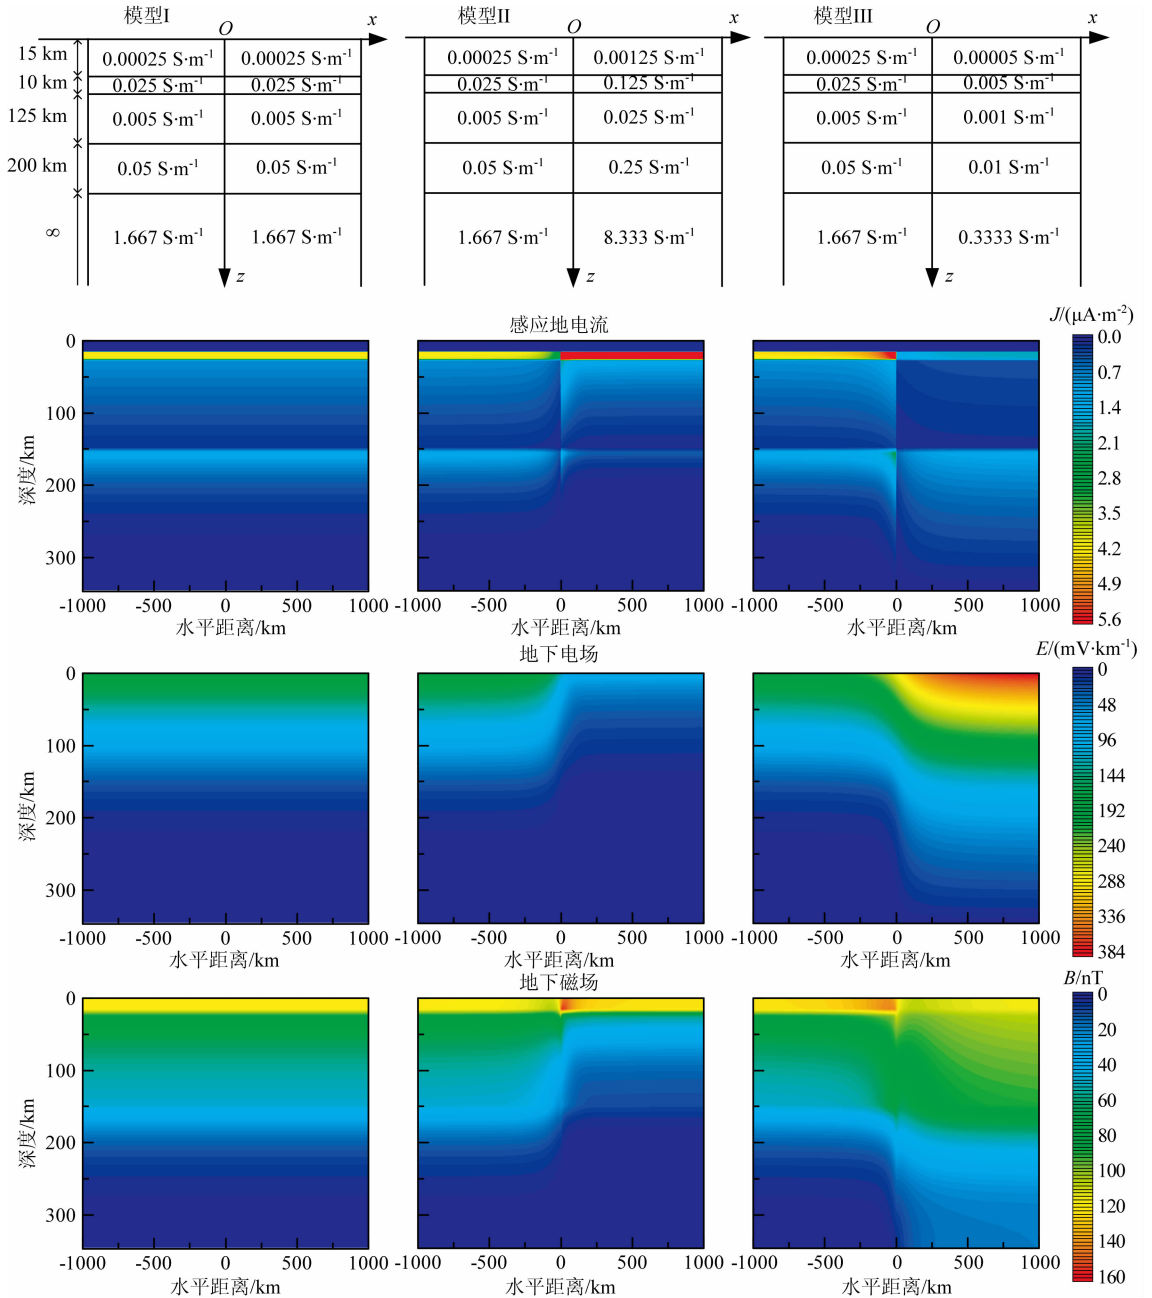 模型I 模型II 模型III
O x O x O x
15 km 0.00025 S·m-1 0.00025 S·m-1 0.00025 S·m-1 0.00125 S·m-1 0.00025 S·m-1 0.00005 S·m-1
10 km 0.025 S·m-1 0.025 S·m-1 0.025 S·m-1 0.125 S·m-1 0.025 S·m-1 0.005 S·m-1
125 km 0.005 S·m-1 0.005 S·m-1 0.005 S·m-1 0.025 S·m-1 0.005 S·m-1 0.001 S·m-1
200 km 0.05 S·m-1 0.05 S·m-1 0.05 S·m-1 0.25 S·m-1 0.05 S·m-1 0.01 S·m-1
∞ 1.667 S·m-1 1.667 S·m-1 1.667 S·m-1 8.333 S·m-1 1.667 S·m-1 0.3333 S·m-1
z z z
感应地电流
J/(μA·m-2)
深度/km
0
100
200
300
-1000 -500 0 500 1000 -1000 -500 0 500 1000 -1000 -500 0 500 1000
水平距离/km 水平距离/km 水平距离/km
0.0
0.7
1.4
2.1
2.8
3.5
4.2
4.9
5.6
地下电场
E/(mV·km-1)
深度/km
0
100
200
300
-1000 -500 0 500 1000 -1000 -500 0 500 1000 -1000 -500 0 500 1000
水平距离/km 水平距离/km 水平距离/km
0
48
96
144
192
240
288
336
384
地下磁场
B/nT
深度/km
0
100
200
300
-1000 -500 0 500 1000 -1000 -500 0 500 1000 -1000 -500 0 500 1000
水平距离/km 水平距离/km 水平距离/km
0
20
40
60
80
100
120
140
160